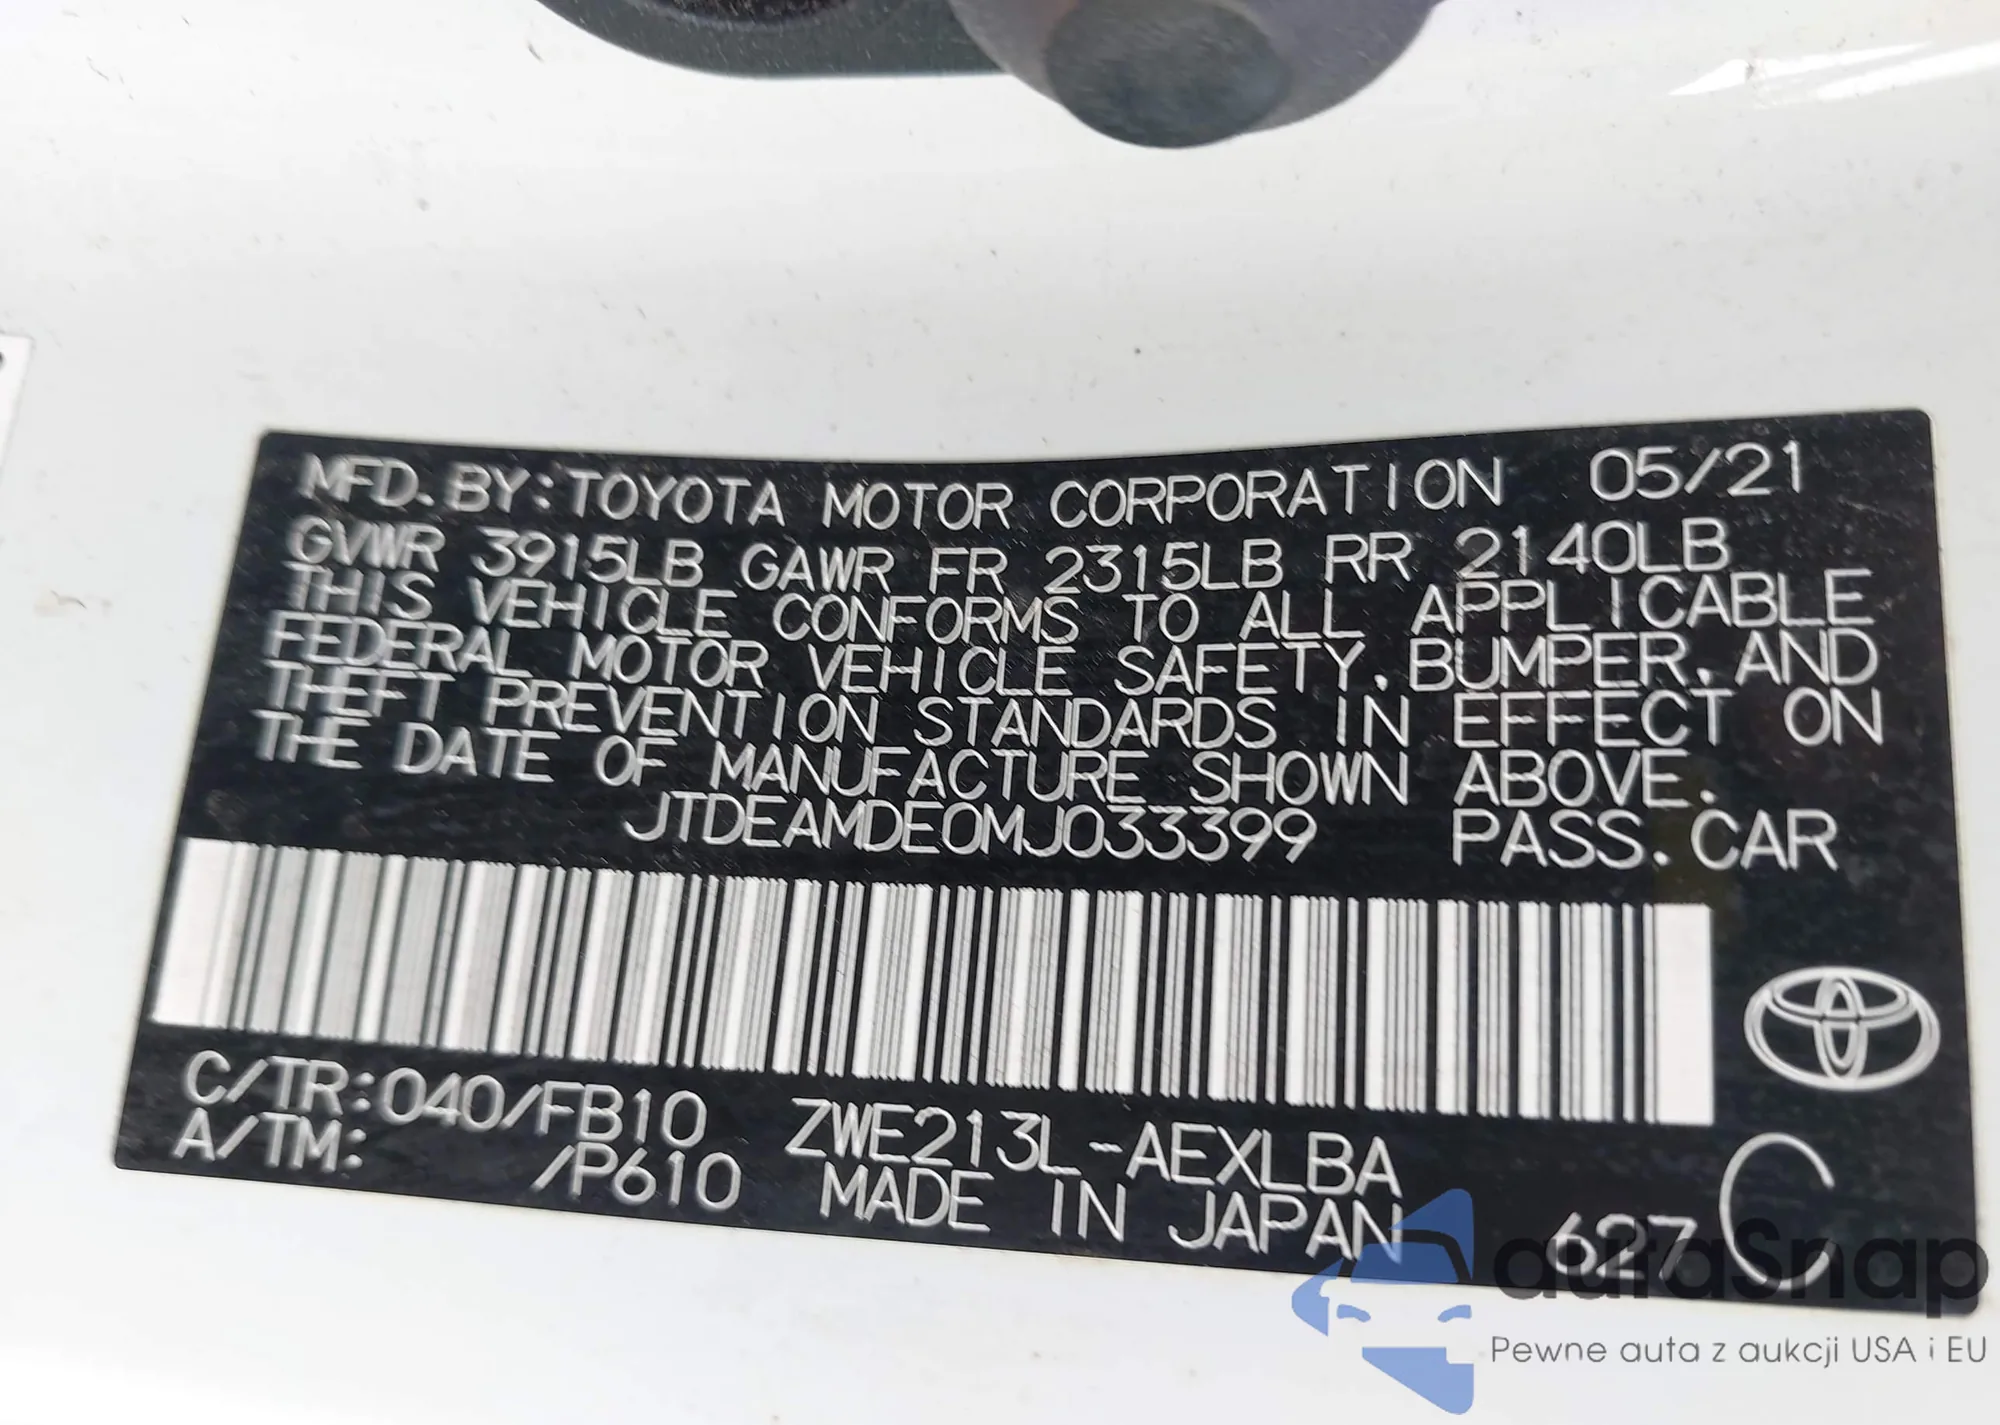 MFD. BY: TOYOTA MOTOR CORPORATION 05/21
GVWR 3915LB GAWR FR 2315LB RR 2140LB
THIS VEHICLE CONFORMS TO ALL APPLICABLE
FEDERAL MOTOR VEHICLE SAFETY, BUMPER, AND
THEFT PREVENTION STANDARDS IN EFFECT ON
THE DATE OF MANUFACTURE SHOWN ABOVE.
JTDEAMDE0MJ033399 PASS. CAR
C/TR: 040/FB10 ZWE213L-AEXLBA
A/TM: /P610 MADE IN JAPAN 627 C
autaSnap
Pewne auta z aukcji USA i EU